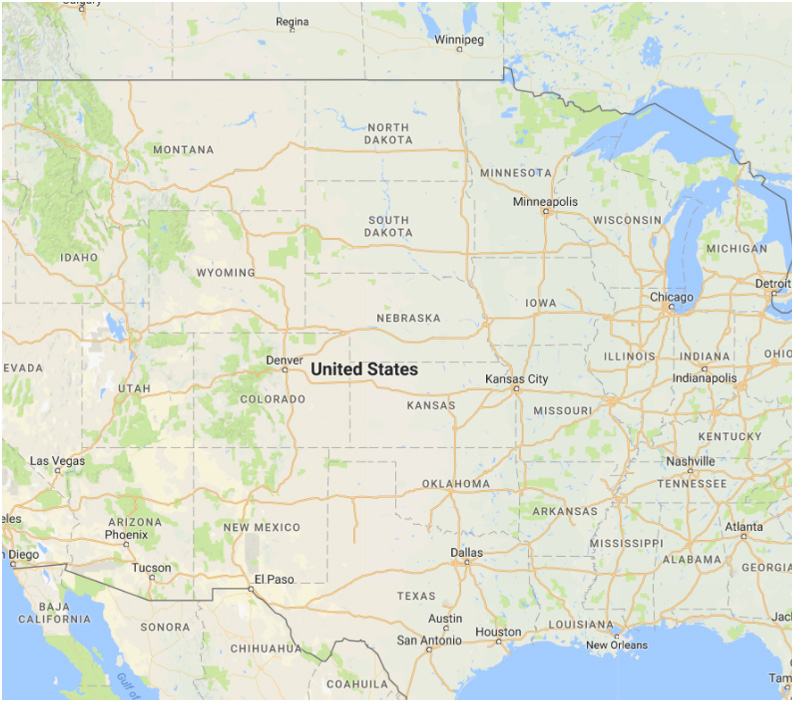 Calgary
Regina
Winnipeg
NORTH
DAKOTA
MONTANA
MINNESOTA
Minneapolis
SOUTH
DAKOTA
WISCONSIN
MICHIGAN
IDAHO
WYOMING
Detroit
Chicago
IOWA
NEBRASKA
ILLINOIS
INDIANA
OHIO
Denver
United States
EVADA
Indianapolis
Kansas City
UTAH
COLORADO
KANSAS
MISSOURI
KENTUCKY
Las Vegas
Nashville
OKLAHOMA
TENNESSEE
ARKANSAS
eles
ARIZONA
Phoenix
NEW MEXICO
Atlanta
MISSISSIPPI
n Diego
Dallas
ALABAMA
GEORGIA
Tucson
El Paso
TEXAS
BAJA
CALIFORNIA
Austin
Jac
SONORA
LOUISIANA
Houston
San Antonio
New Orleans
CHIHUAHUA
Gulf of
COAHUILA
Tam